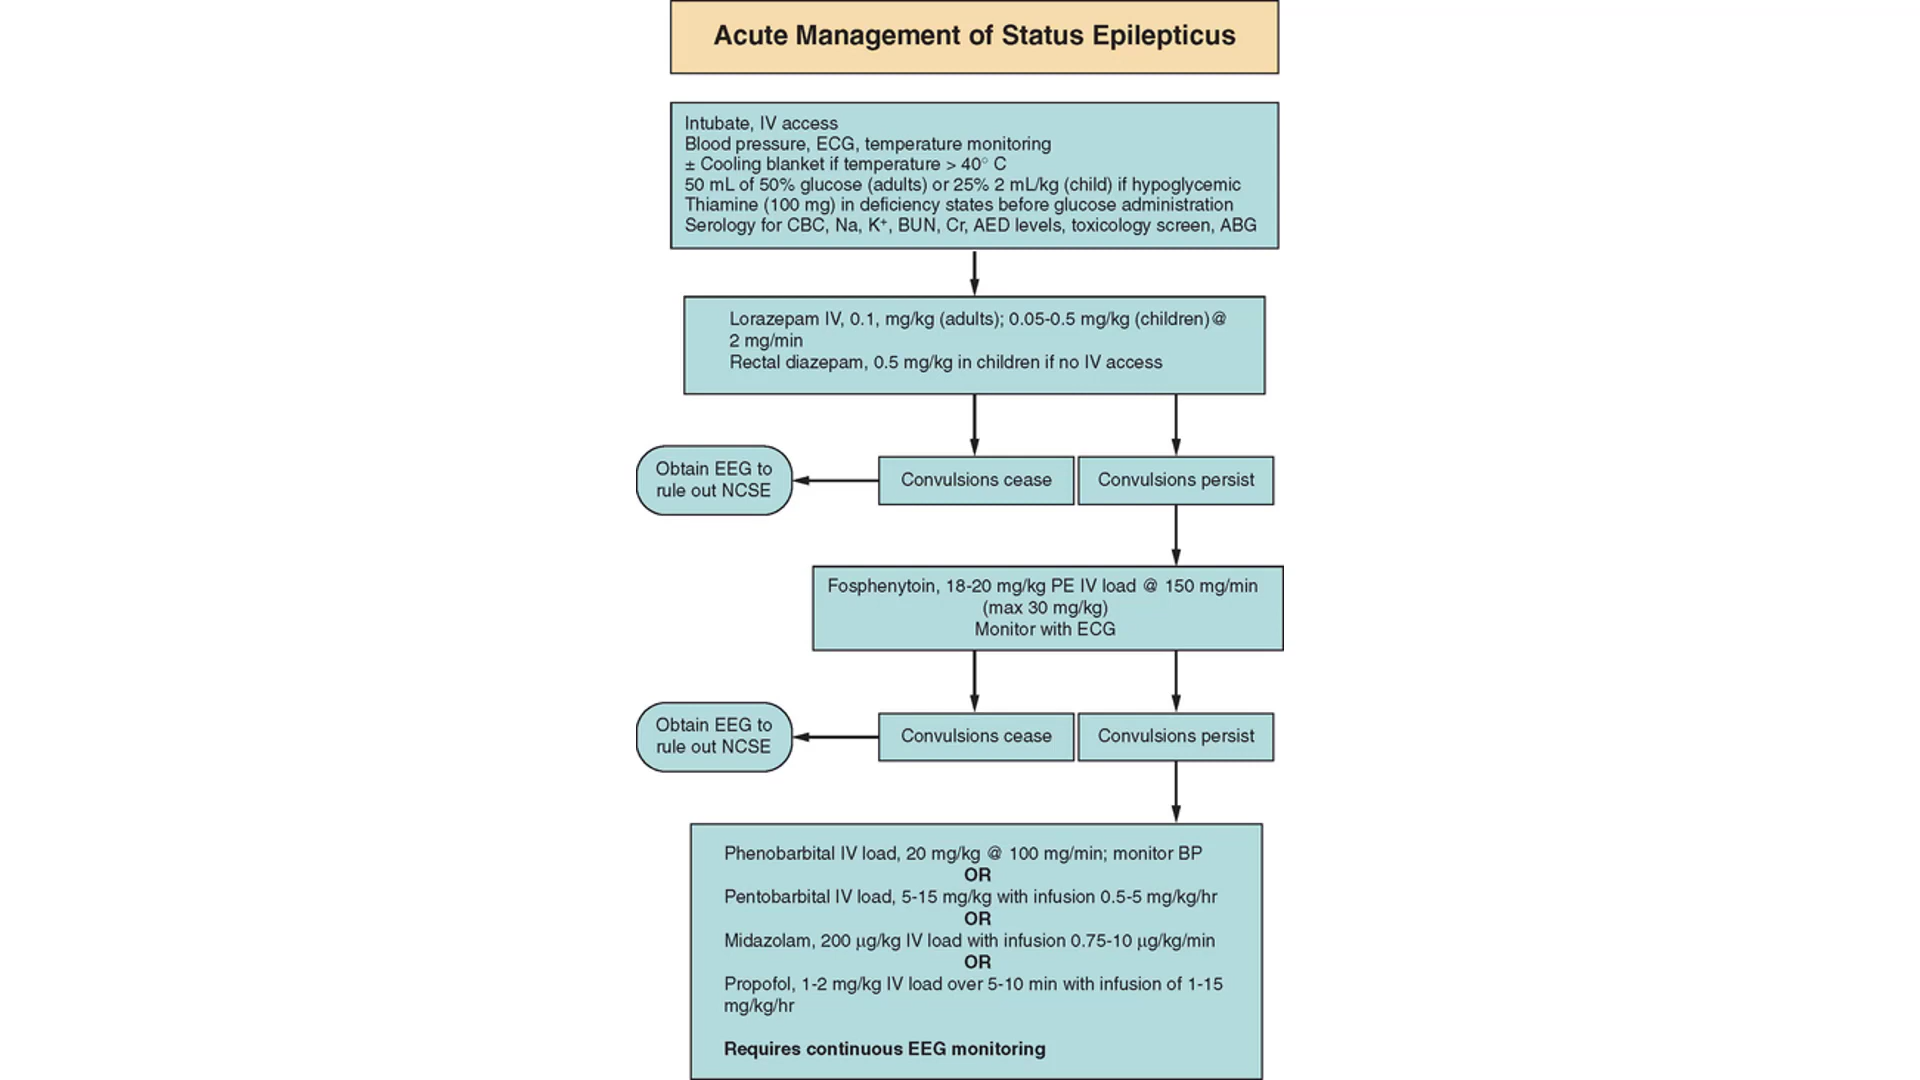 Acute Management of Status Epilepticus
Intubate, IV access
Blood pressure, ECG, temperature monitoring
± Cooling blanket if temperature > 40° C
50 mL of 50% glucose (adults) or 25% 2 mL/kg (child) if hypoglycemic
Thiamine (100 mg) in deficiency states before glucose administration
Serology for CBC, Na, K⁺, BUN, Cr, AED levels, toxicology screen, ABG
Lorazepam IV, 0.1, mg/kg (adults); 0.05-0.5 mg/kg (children)@
2 mg/min
Rectal diazepam, 0.5 mg/kg in children if no IV access
Obtain EEG to
rule out NCSE
Convulsions cease
Convulsions persist
Fosphenytoin, 18-20 mg/kg PE IV load @ 150 mg/min
(max 30 mg/kg)
Monitor with ECG
Obtain EEG to
rule out NCSE
Convulsions cease
Convulsions persist
Phenobarbital IV load, 20 mg/kg @ 100 mg/min; monitor BP
OR
Pentobarbital IV load, 5-15 mg/kg with infusion 0.5-5 mg/kg/hr
OR
Midazolam, 200 µg/kg IV load with infusion 0.75-10 µg/kg/min
OR
Propofol, 1-2 mg/kg IV load over 5-10 min with infusion of 1-15
mg/kg/hr
Requires continuous EEG monitoring